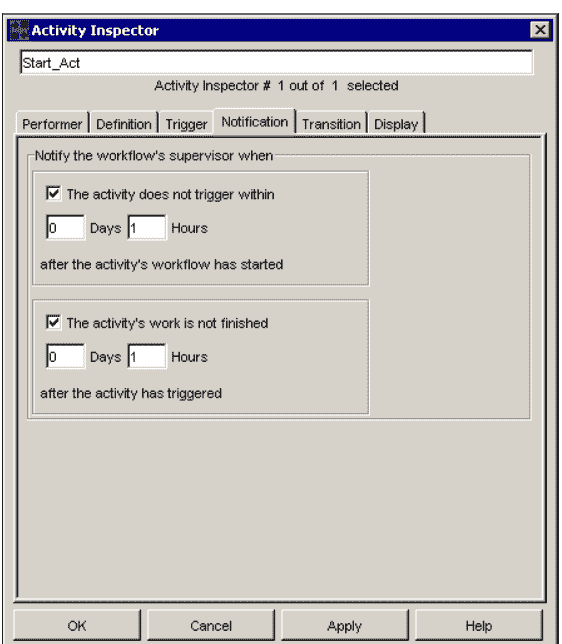 Activity Inspector
Start_Act
Activity Inspector # 1 out of 1 selected
Performer Definition Trigger Notification Transition Display
Notify the workflow's supervisor when
The activity does not trigger within
0 Days 1 Hours
after the activity's workflow has started
The activity's work is not finished
0 Days 1 Hours
after the activity has triggered
OK Cancel Apply Help